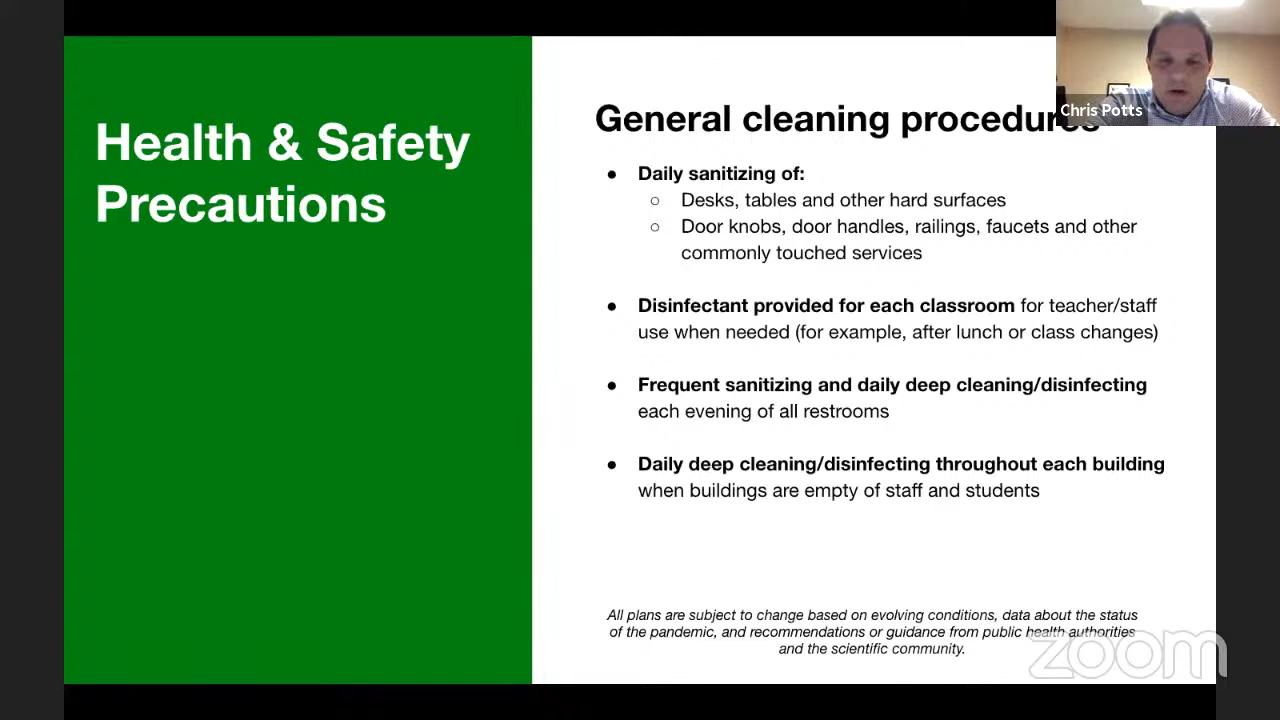 Health & Safety
Precautions
General cleaning procedures
Chris Potts
● Daily sanitizing of:
○ Desks, tables and other hard surfaces
○ Door knobs, door handles, railings, faucets and other
commonly touched services
● Disinfectant provided for each classroom for teacher/staff
use when needed (for example, after lunch or class changes)
● Frequent sanitizing and daily deep cleaning/disinfecting
each evening of all restrooms
● Daily deep cleaning/disinfecting throughout each building
when buildings are empty of staff and students
All plans are subject to change based on evolving conditions, data about the status
of the pandemic, and recommendations or guidance from public health authorities
and the scientific community.
zoom